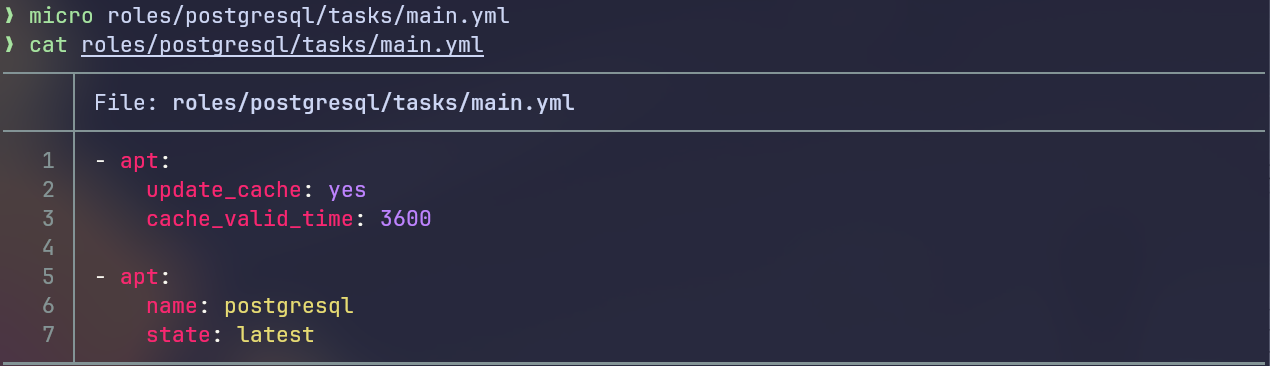 ❱ micro roles/postgresql/tasks/main.yml
❱ cat roles/postgresql/tasks/main.yml
File: roles/postgresql/tasks/main.yml
1 - apt:
2     update_cache: yes
3     cache_valid_time: 3600
4
5 - apt:
6     name: postgresql
7     state: latest